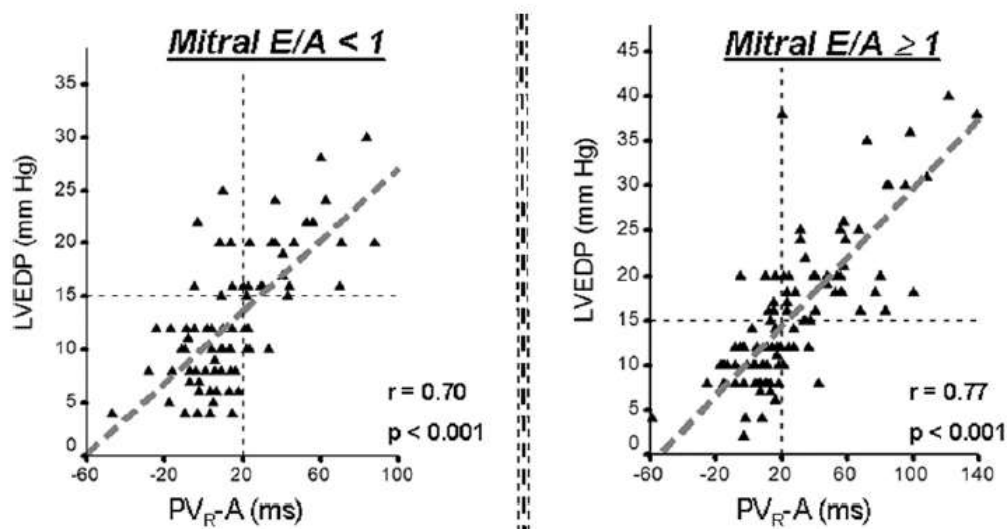 Mitral E/A < 1
LVEDP (mm Hg)
35
30
25
20
15
10
5
0
-60
-20
20
60
100
PV_R-A (ms)
r = 0.70
p < 0.001
Mitral E/A ≥ 1
LVEDP (mm Hg)
45
40
35
30
25
20
15
10
5
0
-60
-20
20
60
100
140
PV_R-A (ms)
r = 0.77
p < 0.001